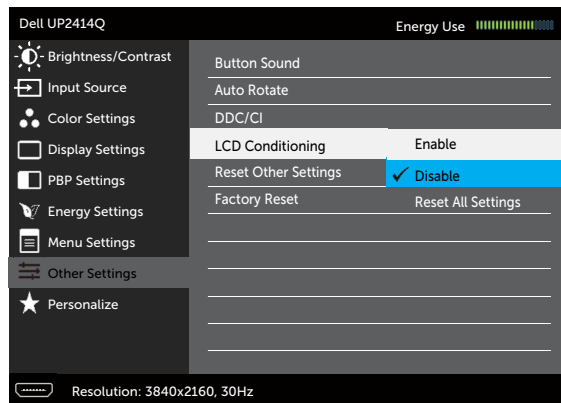 Dell UP2414Q
Energy Use
Brightness/Contrast
Input Source
Color Settings
Display Settings
PBP Settings
Energy Settings
Menu Settings
Other Settings
Personalize
Button Sound
Auto Rotate
DDC/CI
LCD Conditioning
Reset Other Settings
Factory Reset
Enable
Disable
Reset All Settings
Resolution: 3840x2160, 30Hz